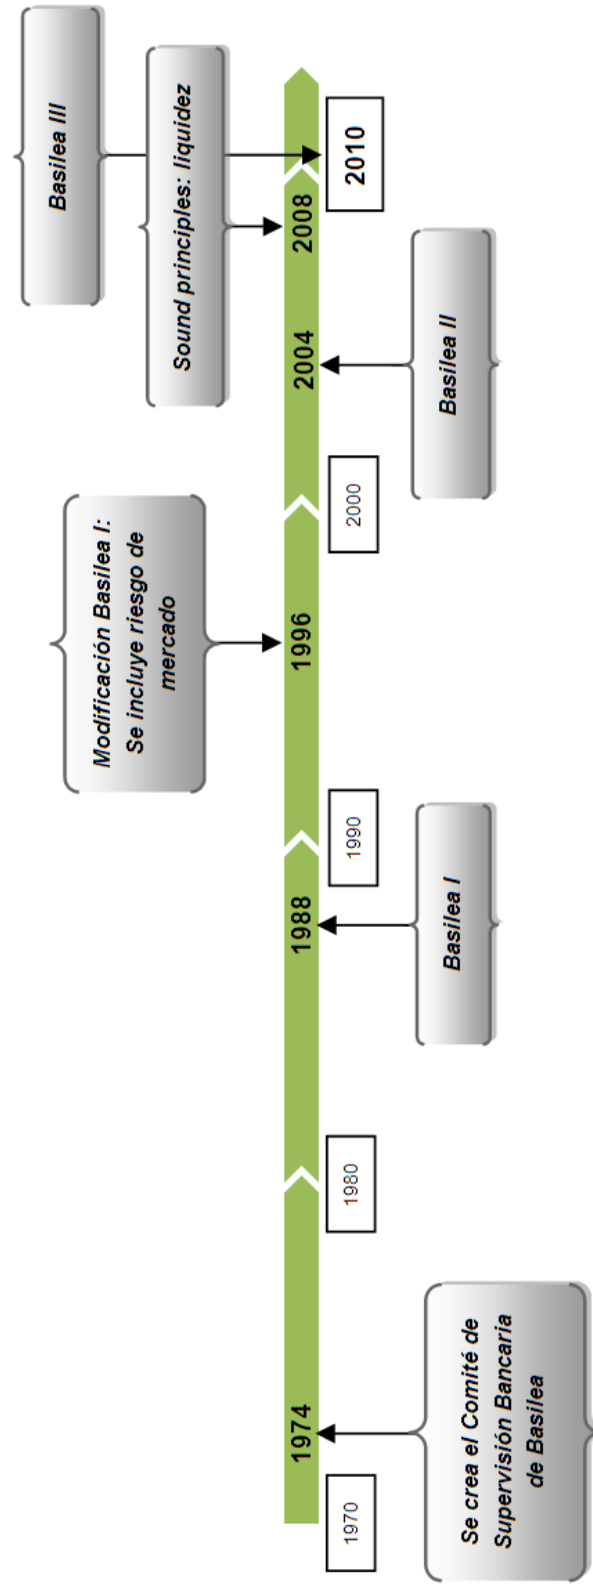 Basilea III
Sound principles: liquidez
Modificación Basilea I:
Se incluye riesgo de
mercado
1974
1988
1996
2004
2008
1970
1980
1990
2000
2010
Se crea el Comité de
Supervisión Bancaria
de Basilea
Basilea I
Basilea II